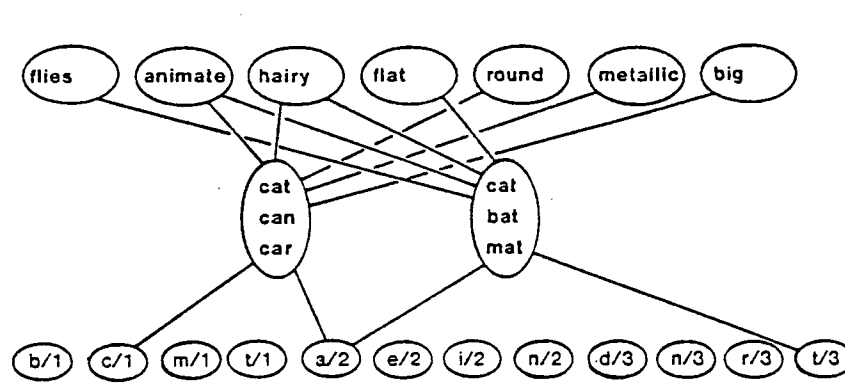 flies animate hairy flat round metallic big
cat cat
can bat
car mat
b/1 c/1 m/1 t/1 a/2 e/2 i/2 n/2 d/3 n/3 r/3 t/3